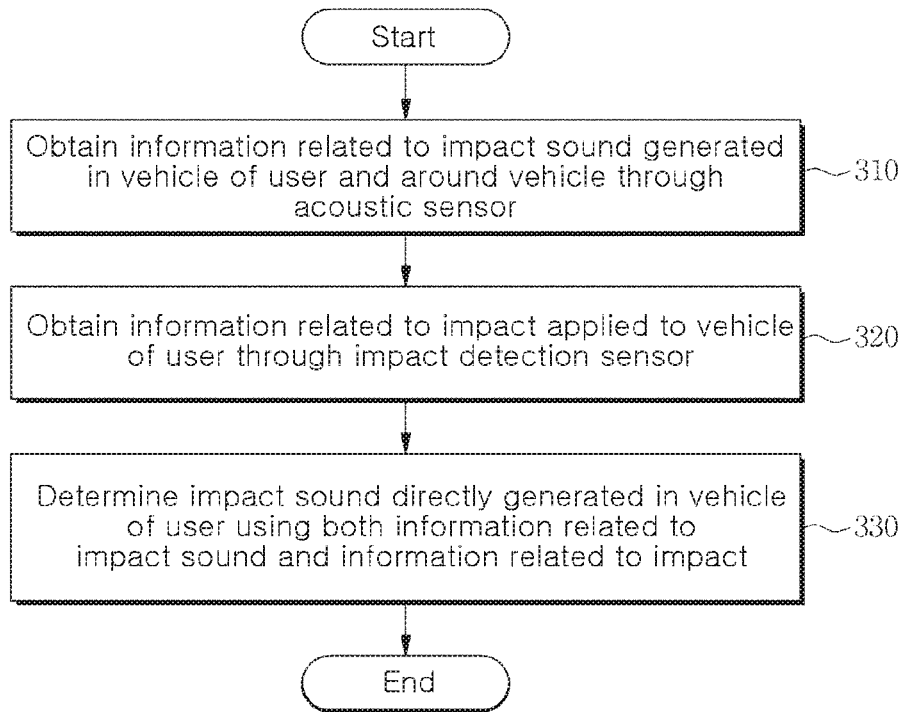 Start
Obtain information related to impact sound generated
in vehicle of user and around vehicle through
acoustic sensor
310
Obtain information related to impact applied to vehicle
of user through impact detection sensor
320
Determine impact sound directly generated in vehicle
of user using both information related to
impact sound and information related to impact
330
End